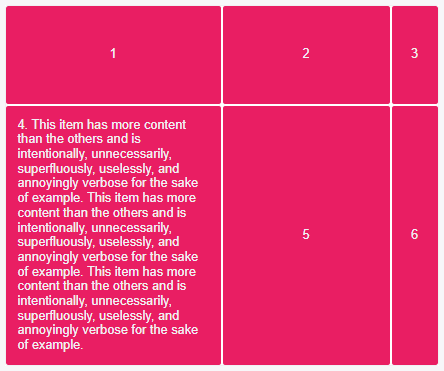 1
2
3
4. This item has more content
than the others and is
intentionally, unnecessarily,
superfluously, uselessly, and
annoyingly verbose for the sake
of example. This item has more
content than the others and is
intentionally, unnecessarily,
superfluously, uselessly, and
annoyingly verbose for the sake
of example. This item has more
content than the others and is
intentionally, unnecessarily,
superfluously, uselessly, and
annoyingly verbose for the sake
of example.
5
6